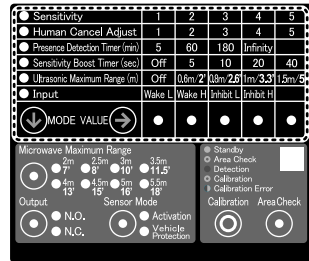 Sensitivity 1 2 3 4 5
Human Cancel Adjust 1 2 3 4 5
Presence Detection Timer (min) 5 60 180 Infinity
Sensitivity Boost Timer (sec) Off 5 10 20 40
Ultrasonic Maximum Range (m) Off 0,6m/2' 0,8m/2,6' 1m/3,3' 1,5m/5'
Input Wake L Wake H Inhibit L Inhibit H
MODE VALUE
Microwave Maximum Range
2m 2.5m 3m 3.5m
7' 8' 10' 11.5'
4m 4.5m 5m 5.5m
13' 15' 16' 18'
Output Sensor Mode
N.O. Activation
N.C. Vehicle Protection
Standby
Area Check
Detection
Calibration
Calibration Error
Calibration Area Check